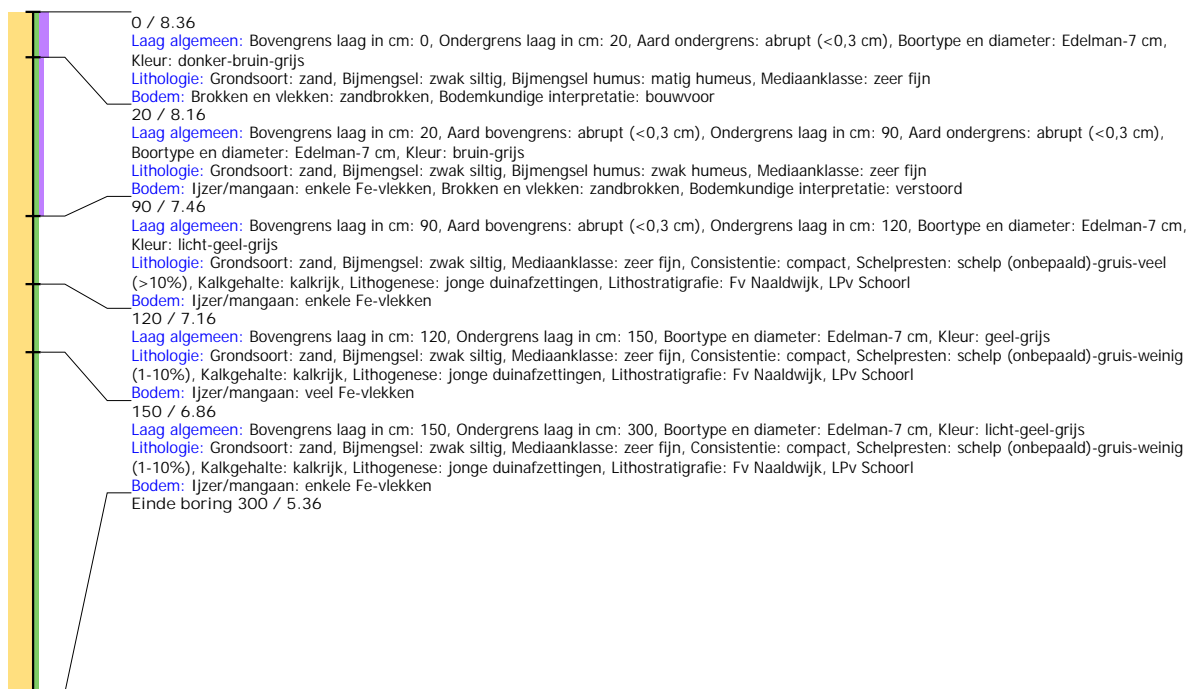 0 / 8.36
Laag algemeen: Bovengrens laag in cm: 0, Ondergrens laag in cm: 20, Aard ondergrens: abrupt (<0,3 cm), Boortype en diameter: Edelman-7 cm,
Kleur: donker-bruin-grijs
Lithologie: Grondsoort: zand, Bijmengsel: zwak siltig, Bijmengsel humus: matig humeus, Mediaanklasse: zeer fijn
Bodem: Brokken en vlekken: zandbrokken, Bodemkundige interpretatie: bouwvoor
20 / 8.16
Laag algemeen: Bovengrens laag in cm: 20, Aard bovengrens: abrupt (<0,3 cm), Ondergrens laag in cm: 90, Aard ondergrens: abrupt (<0,3 cm),
Boortype en diameter: Edelman-7 cm, Kleur: bruin-grijs
Lithologie: Grondsoort: zand, Bijmengsel: zwak siltig, Bijmengsel humus: zwak humeus, Mediaanklasse: zeer fijn
Bodem: Ijzer/mangaan: enkele Fe-vlekken, Brokken en vlekken: zandbrokken, Bodemkundige interpretatie: verstoord
90 / 7.46
Laag algemeen: Bovengrens laag in cm: 90, Aard bovengrens: abrupt (<0,3 cm), Ondergrens laag in cm: 120, Boortype en diameter: Edelman-7 cm,
Kleur: licht-geel-grijs
Lithologie: Grondsoort: zand, Bijmengsel: zwak siltig, Mediaanklasse: zeer fijn, Consistentie: compact, Schelpresten: schelp (onbepaald)-gruis-veel
(>10%), Kalkgehalte: kalkrijk, Lithogenese: jonge duinafzettingen, Lithostratigrafie: Fv Naaldwijk, LPv Schoorl
Bodem: Ijzer/mangaan: enkele Fe-vlekken
120 / 7.16
Laag algemeen: Bovengrens laag in cm: 120, Ondergrens laag in cm: 150, Boortype en diameter: Edelman-7 cm, Kleur: geel-grijs
Lithologie: Grondsoort: zand, Bijmengsel: zwak siltig, Mediaanklasse: zeer fijn, Consistentie: compact, Schelpresten: schelp (onbepaald)-gruis-weinig
(1-10%), Kalkgehalte: kalkrijk, Lithogenese: jonge duinafzettingen, Lithostratigrafie: Fv Naaldwijk, LPv Schoorl
Bodem: Ijzer/mangaan: veel Fe-vlekken
150 / 6.86
Laag algemeen: Bovengrens laag in cm: 150, Ondergrens laag in cm: 300, Boortype en diameter: Edelman-7 cm, Kleur: licht-geel-grijs
Lithologie: Grondsoort: zand, Bijmengsel: zwak siltig, Mediaanklasse: zeer fijn, Consistentie: compact, Schelpresten: schelp (onbepaald)-gruis-weinig
(1-10%), Kalkgehalte: kalkrijk, Lithogenese: jonge duinafzettingen, Lithostratigrafie: Fv Naaldwijk, LPv Schoorl
Bodem: Ijzer/mangaan: enkele Fe-vlekken
Einde boring 300 / 5.36